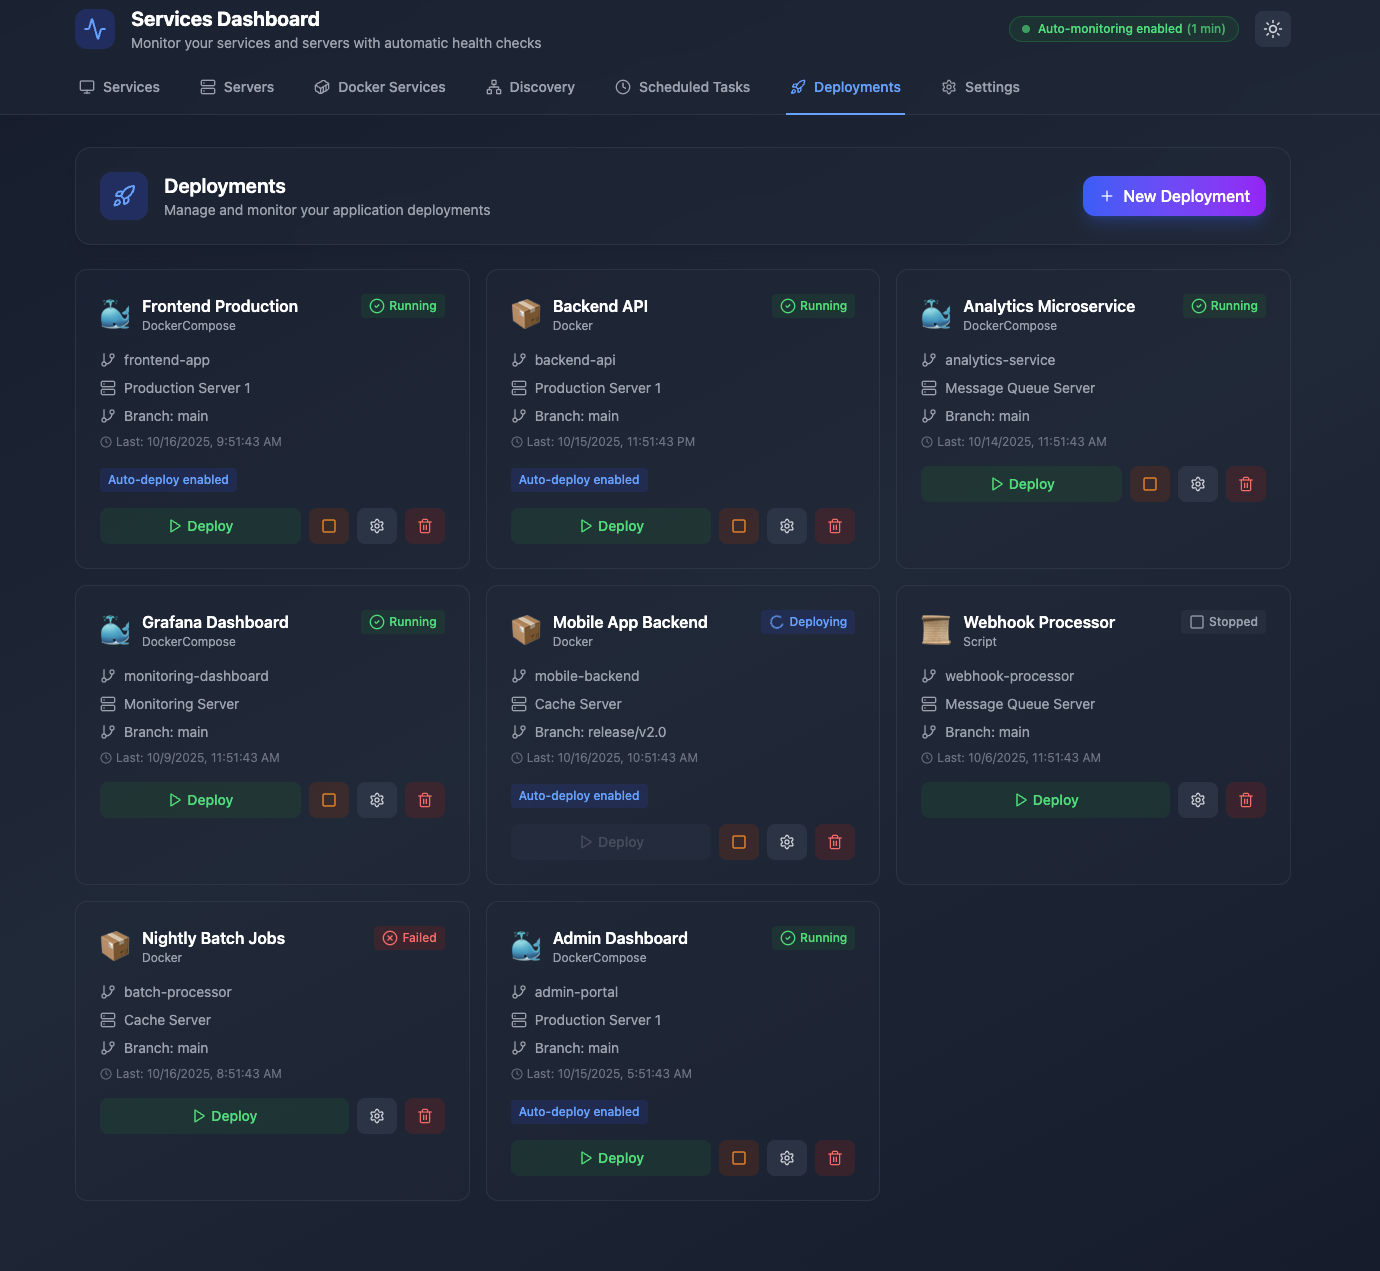 Services Dashboard
Monitor your services and servers with automatic health checks
Auto-monitoring enabled (1 min)
Services
Servers
Docker Services
Discovery
Scheduled Tasks
Deployments
Settings
Deployments
Manage and monitor your application deployments
New Deployment
Frontend Production
Running
DockerCompose
frontend-app
Production Server 1
Branch: main
Last: 10/16/2025, 9:51:43 AM
Auto-deploy enabled
Deploy
Backend API
Running
Docker
backend-api
Production Server 1
Branch: main
Last: 10/15/2025, 11:51:43 PM
Auto-deploy enabled
Deploy
Analytics Microservice
Running
DockerCompose
analytics-service
Message Queue Server
Branch: main
Last: 10/14/2025, 11:51:43 AM
Deploy
Grafana Dashboard
Running
DockerCompose
monitoring-dashboard
Monitoring Server
Branch: main
Last: 10/9/2025, 11:51:43 AM
Deploy
Mobile App Backend
Deploying
Docker
mobile-backend
Cache Server
Branch: release/v2.0
Last: 10/16/2025, 10:51:43 AM
Auto-deploy enabled
Deploy
Webhook Processor
Stopped
Script
webhook-processor
Message Queue Server
Branch: main
Last: 10/6/2025, 11:51:43 AM
Deploy
Nightly Batch Jobs
Failed
Docker
batch-processor
Cache Server
Branch: main
Last: 10/16/2025, 8:51:43 AM
Deploy
Admin Dashboard
Running
DockerCompose
admin-portal
Production Server 1
Branch: main
Last: 10/15/2025, 5:51:43 AM
Auto-deploy enabled
Deploy